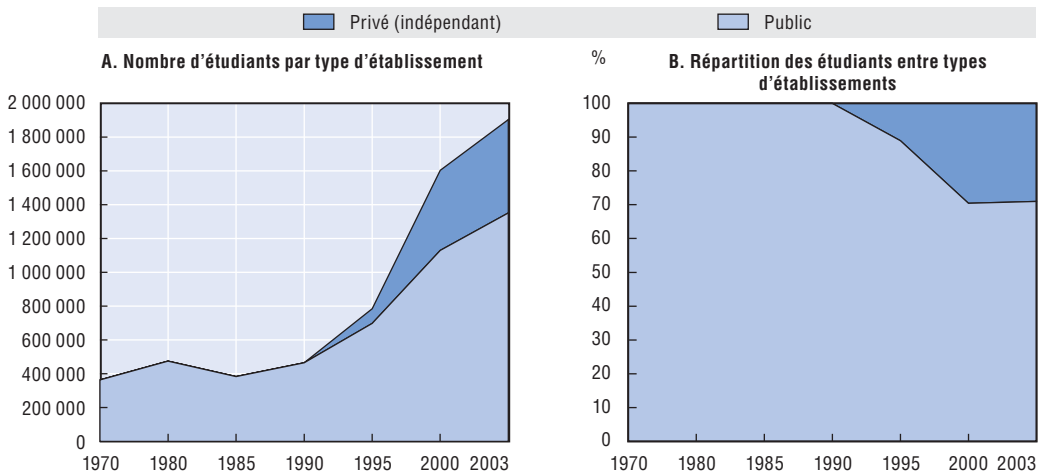 Privé (indépendant) Public
A. Nombre d'étudiants par type d'établissement
2 000 000
1 800 000
1 600 000
1 400 000
1 200 000
1 000 000
800 000
600 000
400 000
200 000
0
1970 1980 1985 1990 1995 2000 2003
%
B. Répartition des étudiants entre types
d'établissements
100
90
80
70
60
50
40
30
20
10
0
1970 1980 1985 1990 1995 2000 2003